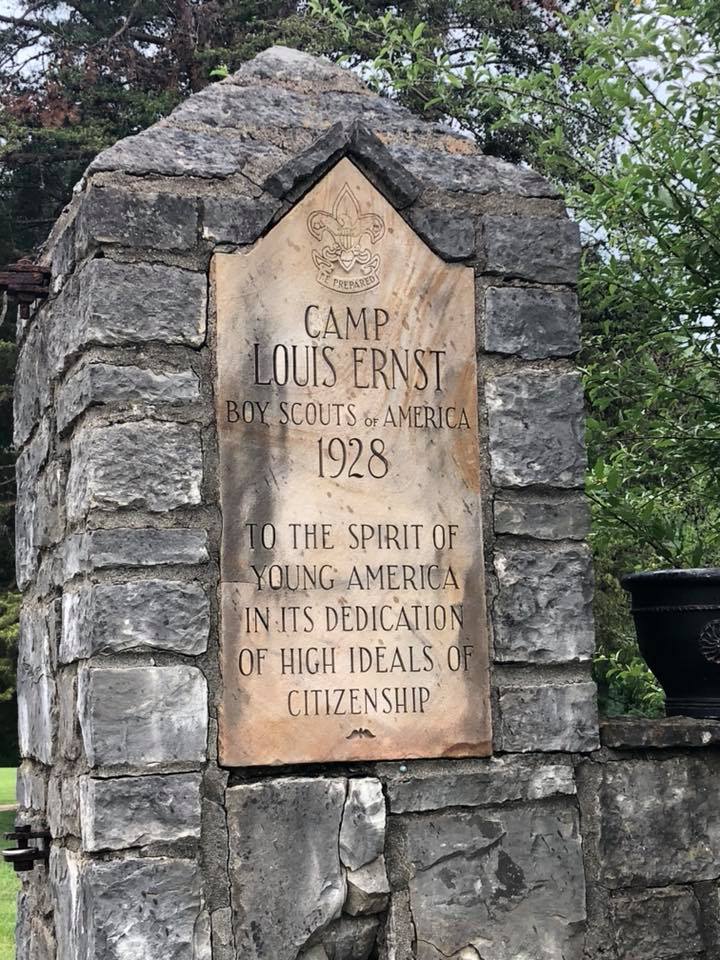 BE PREPARED
CAMP
LOUIS ERNST
BOY SCOUTS OF AMERICA
1928
TO THE SPIRIT OF
YOUNG AMERICA
IN ITS DEDICATION
OF HIGH IDEALS OF
CITIZENSHIP